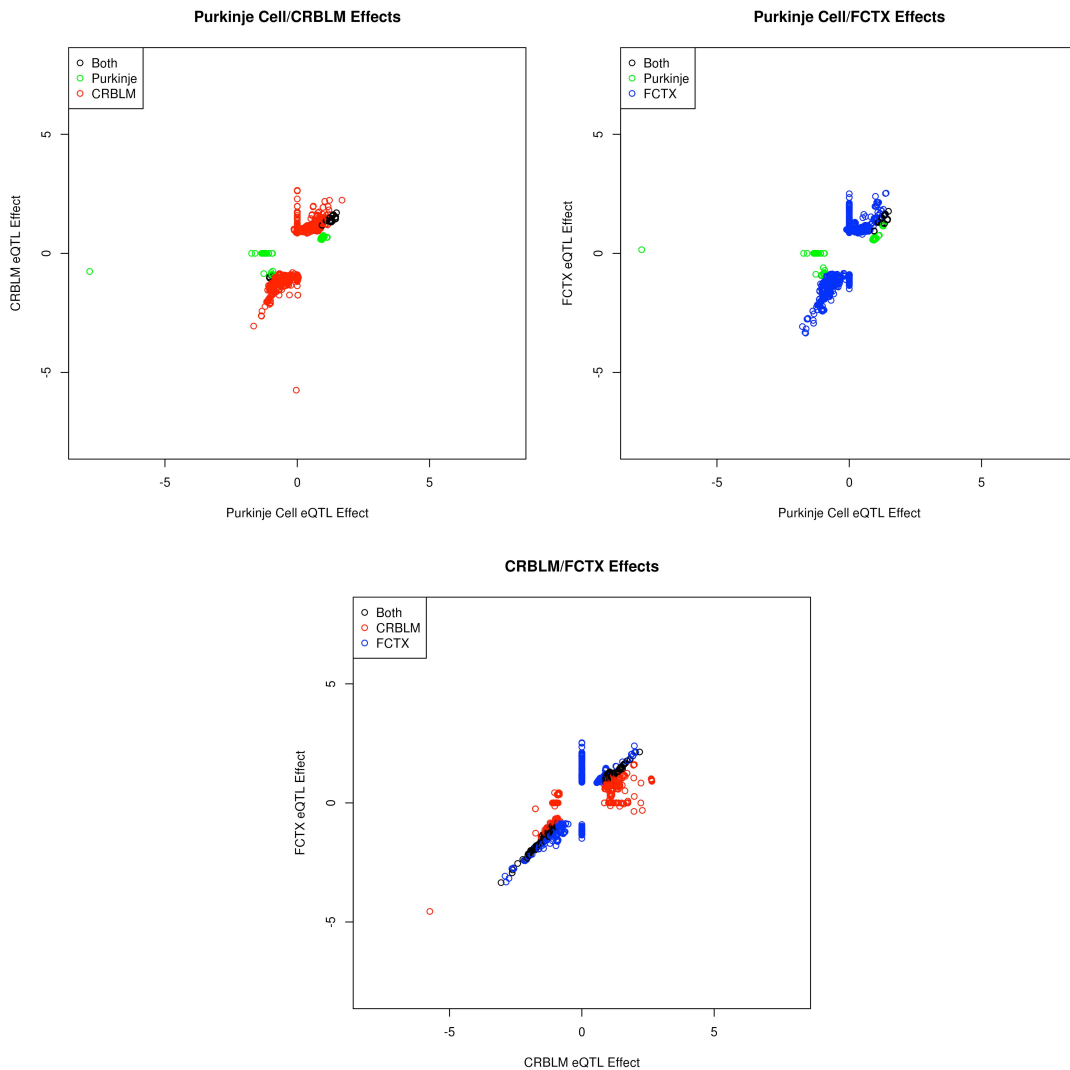 Purkinje Cell/CRBLM Effects
Both
Purkinje
CRBLM
5
0
-5
CRBLM eQTL Effect
-5
0
5
Purkinje Cell eQTL Effect
Purkinje Cell/FCTX Effects
Both
Purkinje
FCTX
5
0
-5
FCTX eQTL Effect
-5
0
5
Purkinje Cell eQTL Effect
CRBLM/FCTX Effects
Both
CRBLM
FCTX
5
0
-5
FCTX eQTL Effect
-5
0
5
CRBLM eQTL Effect